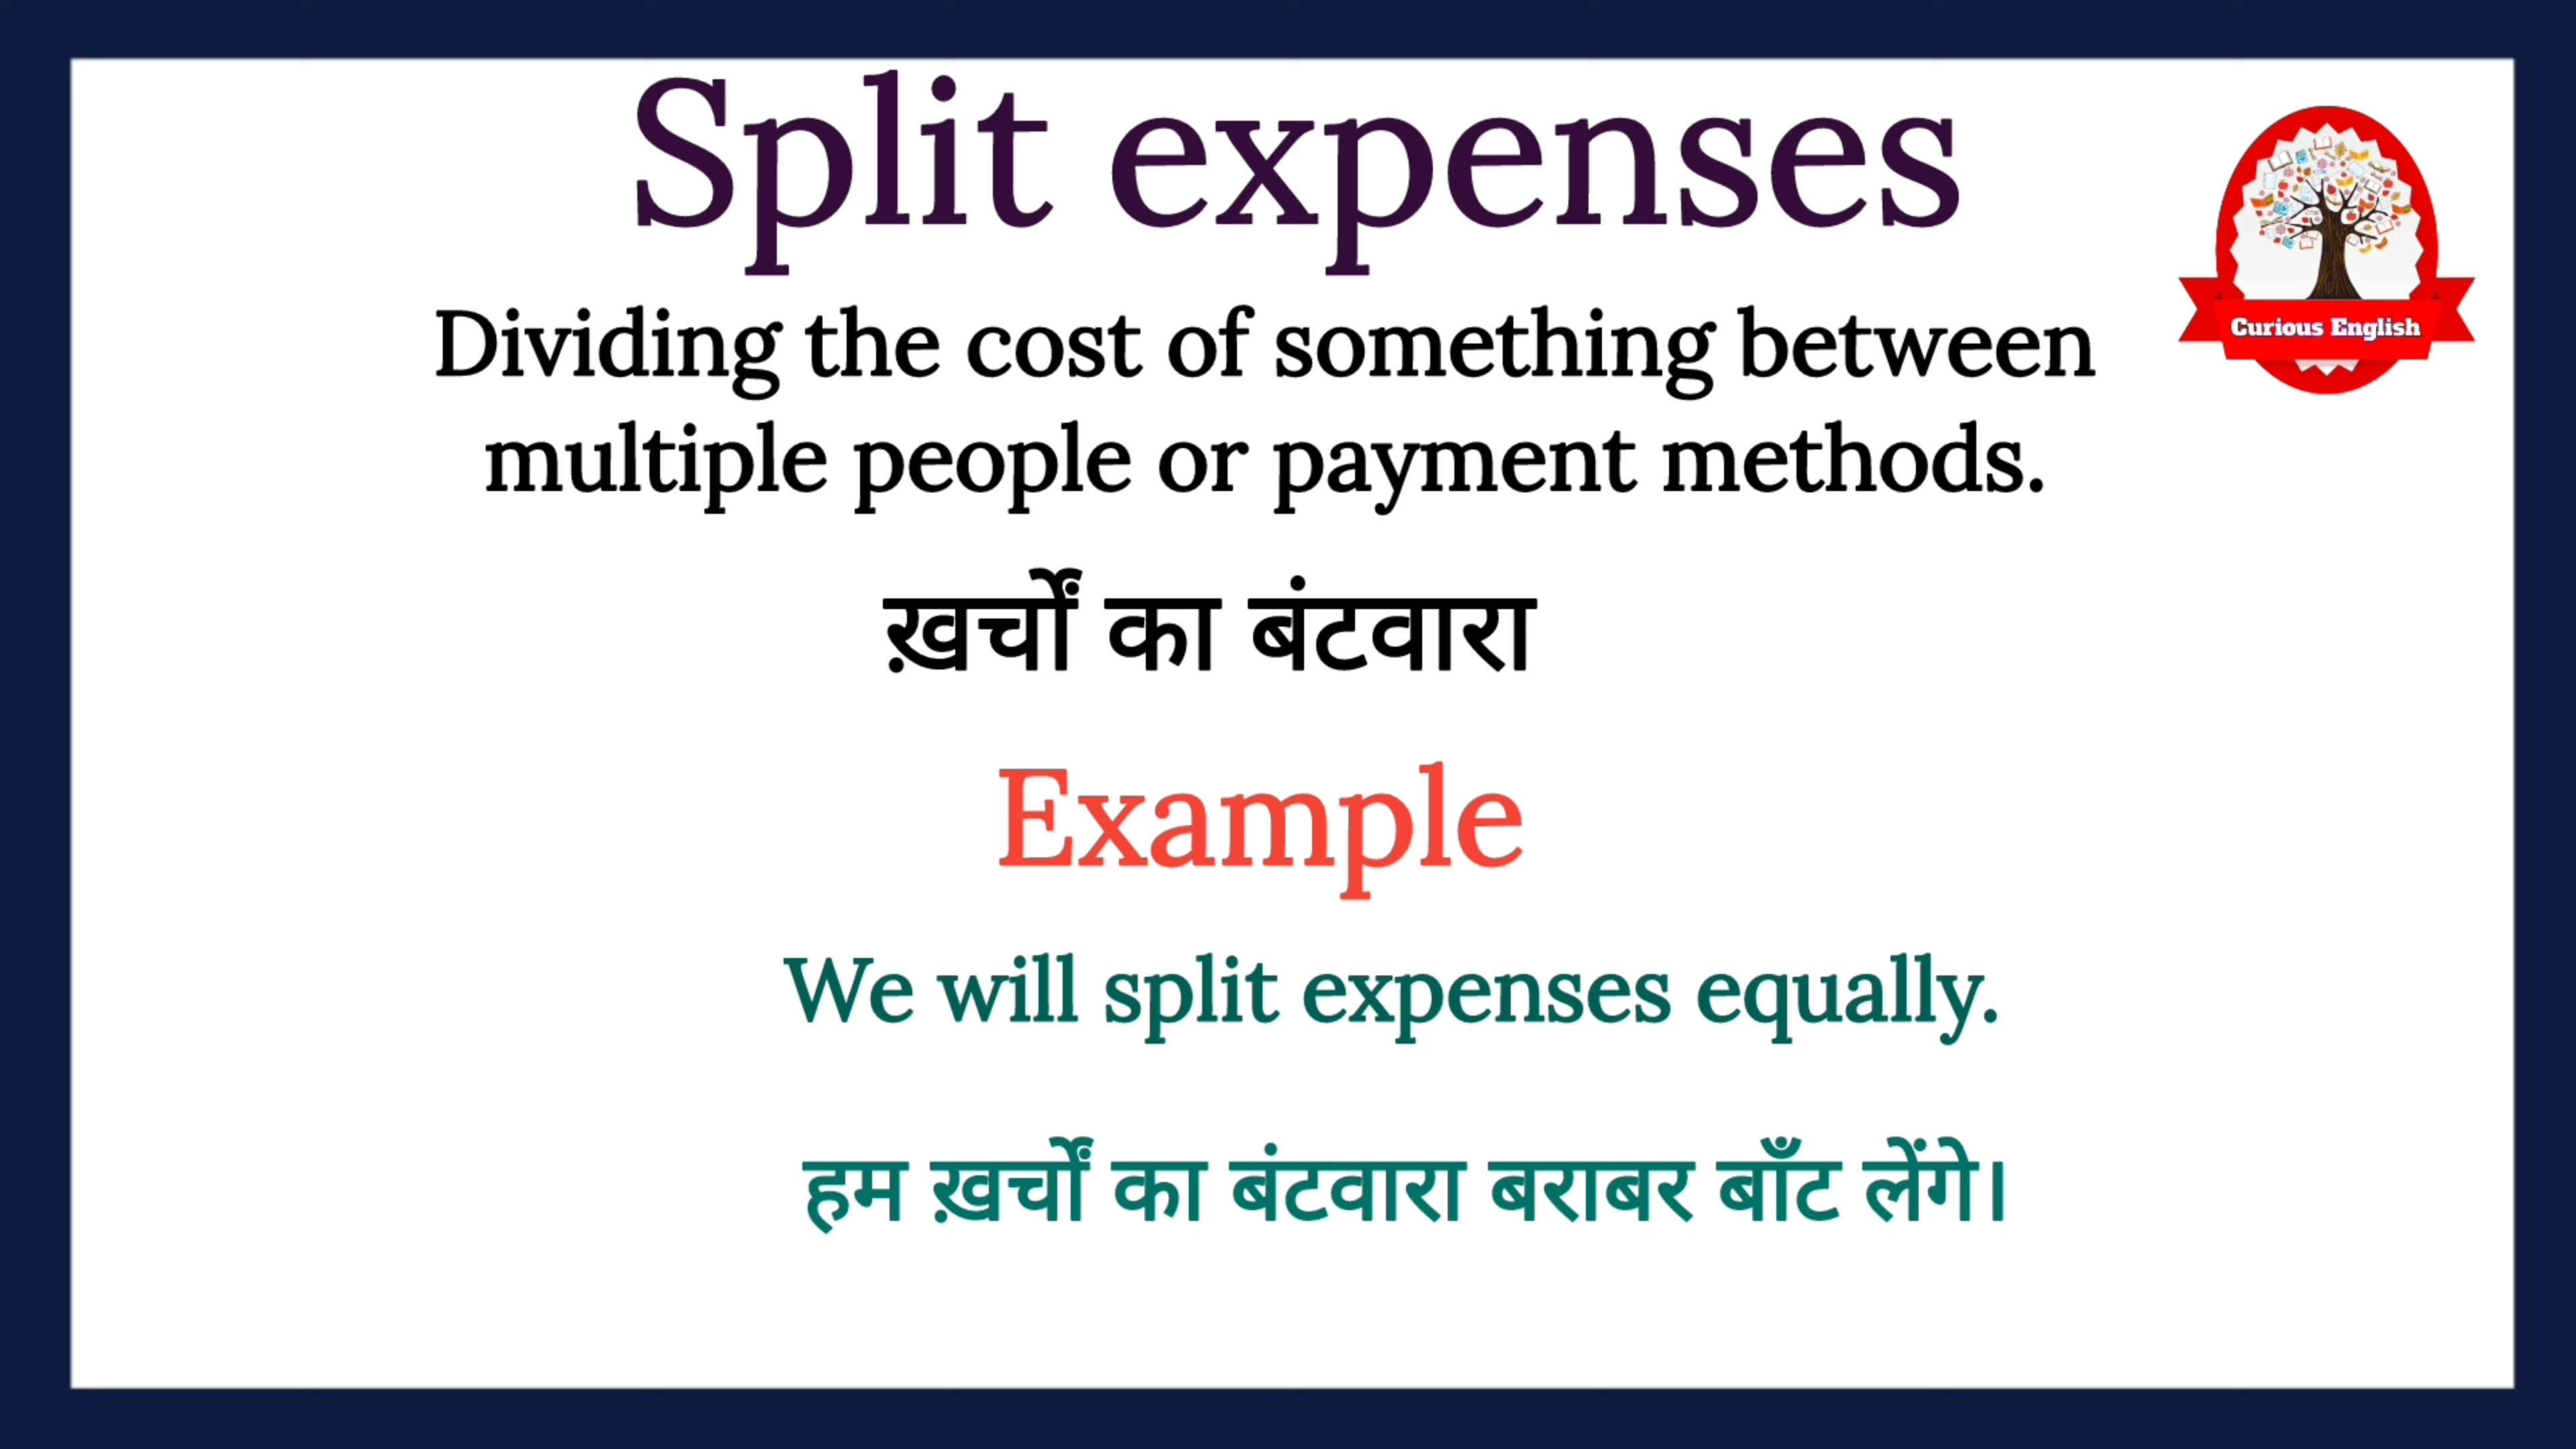 Split expenses
Curious English
Dividing the cost of something between
multiple people or payment methods.
ख़र्चों का बंटवारा
Example
We will split expenses equally.
हम ख़र्चों का बंटवारा बराबर बाँट लेंगे।